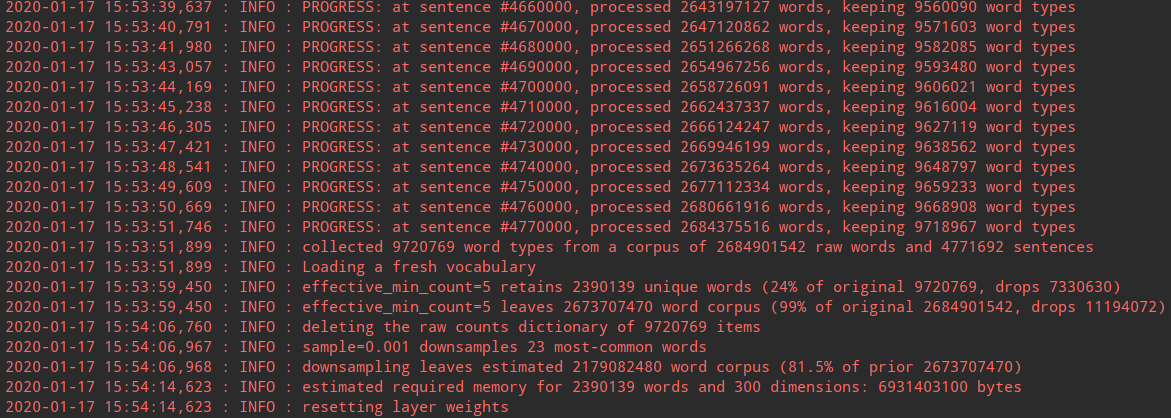 2020-01-17 15:53:39,637 : INFO : PROGRESS: at sentence #4660000, processed 2643197127 words, keeping 9560090 word types
2020-01-17 15:53:40,791 : INFO : PROGRESS: at sentence #4670000, processed 2647120862 words, keeping 9571603 word types
2020-01-17 15:53:41,980 : INFO : PROGRESS: at sentence #4680000, processed 2651266268 words, keeping 9582085 word types
2020-01-17 15:53:43,057 : INFO : PROGRESS: at sentence #4690000, processed 2654967256 words, keeping 9593480 word types
2020-01-17 15:53:44,169 : INFO : PROGRESS: at sentence #4700000, processed 2658726091 words, keeping 9606021 word types
2020-01-17 15:53:45,238 : INFO : PROGRESS: at sentence #4710000, processed 2662437337 words, keeping 9616004 word types
2020-01-17 15:53:46,305 : INFO : PROGRESS: at sentence #4720000, processed 2666124247 words, keeping 9627119 word types
2020-01-17 15:53:47,421 : INFO : PROGRESS: at sentence #4730000, processed 2669946199 words, keeping 9638562 word types
2020-01-17 15:53:48,541 : INFO : PROGRESS: at sentence #4740000, processed 2673635264 words, keeping 9648797 word types
2020-01-17 15:53:49,609 : INFO : PROGRESS: at sentence #4750000, processed 2677112334 words, keeping 9659233 word types
2020-01-17 15:53:50,669 : INFO : PROGRESS: at sentence #4760000, processed 2680661916 words, keeping 9668908 word types
2020-01-17 15:53:51,746 : INFO : PROGRESS: at sentence #4770000, processed 2684375516 words, keeping 9718967 word types
2020-01-17 15:53:51,899 : INFO : collected 9720769 word types from a corpus of 2684901542 raw words and 4771692 sentences
2020-01-17 15:53:51,899 : INFO : Loading a fresh vocabulary
2020-01-17 15:53:59,450 : INFO : effective_min_count=5 retains 2390139 unique words (24% of original 9720769, drops 7330630)
2020-01-17 15:53:59,450 : INFO : effective_min_count=5 leaves 2673707470 word corpus (99% of original 2684901542, drops 11194072)
2020-01-17 15:54:06,760 : INFO : deleting the raw counts dictionary of 9720769 items
2020-01-17 15:54:06,967 : INFO : sample=0.001 downsamples 23 most-common words
2020-01-17 15:54:06,968 : INFO : downsampling leaves estimated 2179082480 word corpus (81.5% of prior 2673707470)
2020-01-17 15:54:14,623 : INFO : estimated required memory for 2390139 words and 300 dimensions: 6931403100 bytes
2020-01-17 15:54:14,623 : INFO : resetting layer weights